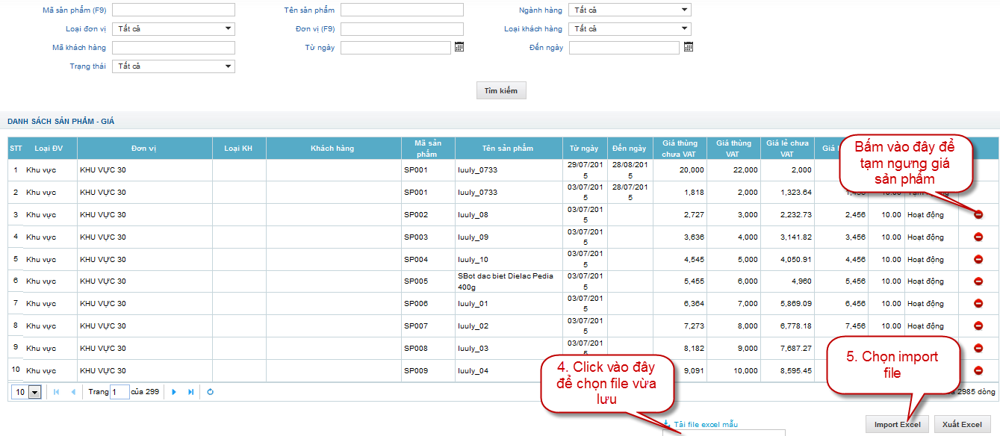 Mã sản phẩm (F9) Tên sản phẩm Ngành hàng Tất cả
Loại đơn vị Tất cả Đơn vị (F9) Loại khách hàng Tất cả
Mã khách hàng Từ ngày Đến ngày
Trạng thái Tất cả
Tìm kiếm
DANH SÁCH SẢN PHẨM - GIÁ
STT Loại ĐV Đơn vị Loại KH Khách hàng Mã sản phẩm Tên sản phẩm Từ ngày Đến ngày Giá thùng chưa VAT Giá thùng VAT Giá lẻ chưa VAT Giá
Bấm vào đây để
tạm ngưng giá
sản phẩm
1 Khu vực KHU VỰC 30 SP001 luuly_0733 29/07/2015 28/08/2015 20,000 22,000 2,000
2 Khu vực KHU VỰC 30 SP001 luuly_0733 03/07/2015 28/07/2015 1,818 2,000 1,323.64 1,456 10.00 Tạm ngưng
3 Khu vực KHU VỰC 30 SP002 luuly_08 03/07/2015 2,727 3,000 2,232.73 2,456 10.00 Hoạt động
4 Khu vực KHU VỰC 30 SP003 luuly_09 03/07/2015 3,636 4,000 3,141.82 3,456 10.00 Hoạt động
5 Khu vực KHU VỰC 30 SP004 luuly_10 03/07/2015 4,545 5,000 4,050.91 4,456 10.00 Hoạt động
6 Khu vực KHU VỰC 30 SP005 SBot dac biet Dielac Pedia 400g 03/07/2015 5,455 6,000 4,960 5,456 10.00 Hoạt động
7 Khu vực KHU VỰC 30 SP006 luuly_01 03/07/2015 6,364 7,000 5,869.09 6,456 10.00 Hoạt động
8 Khu vực KHU VỰC 30 SP007 luuly_02 03/07/2015 7,273 8,000 6,778.18 7,456 10.00 Hoạt động
9 Khu vực KHU VỰC 30 SP008 luuly_03 03/07/2015 8,182 9,000 7,687.27
10 Khu vực KHU VỰC 30 SP009 luuly_04 9,091 10,000 8,595.45
4. Click vào đây
để chọn file vừa
lưu
5. Chọn import
file
10 Trang 1 của 299 2985 dòng
Tải file excel mẫu
Import Excel Xuất Excel